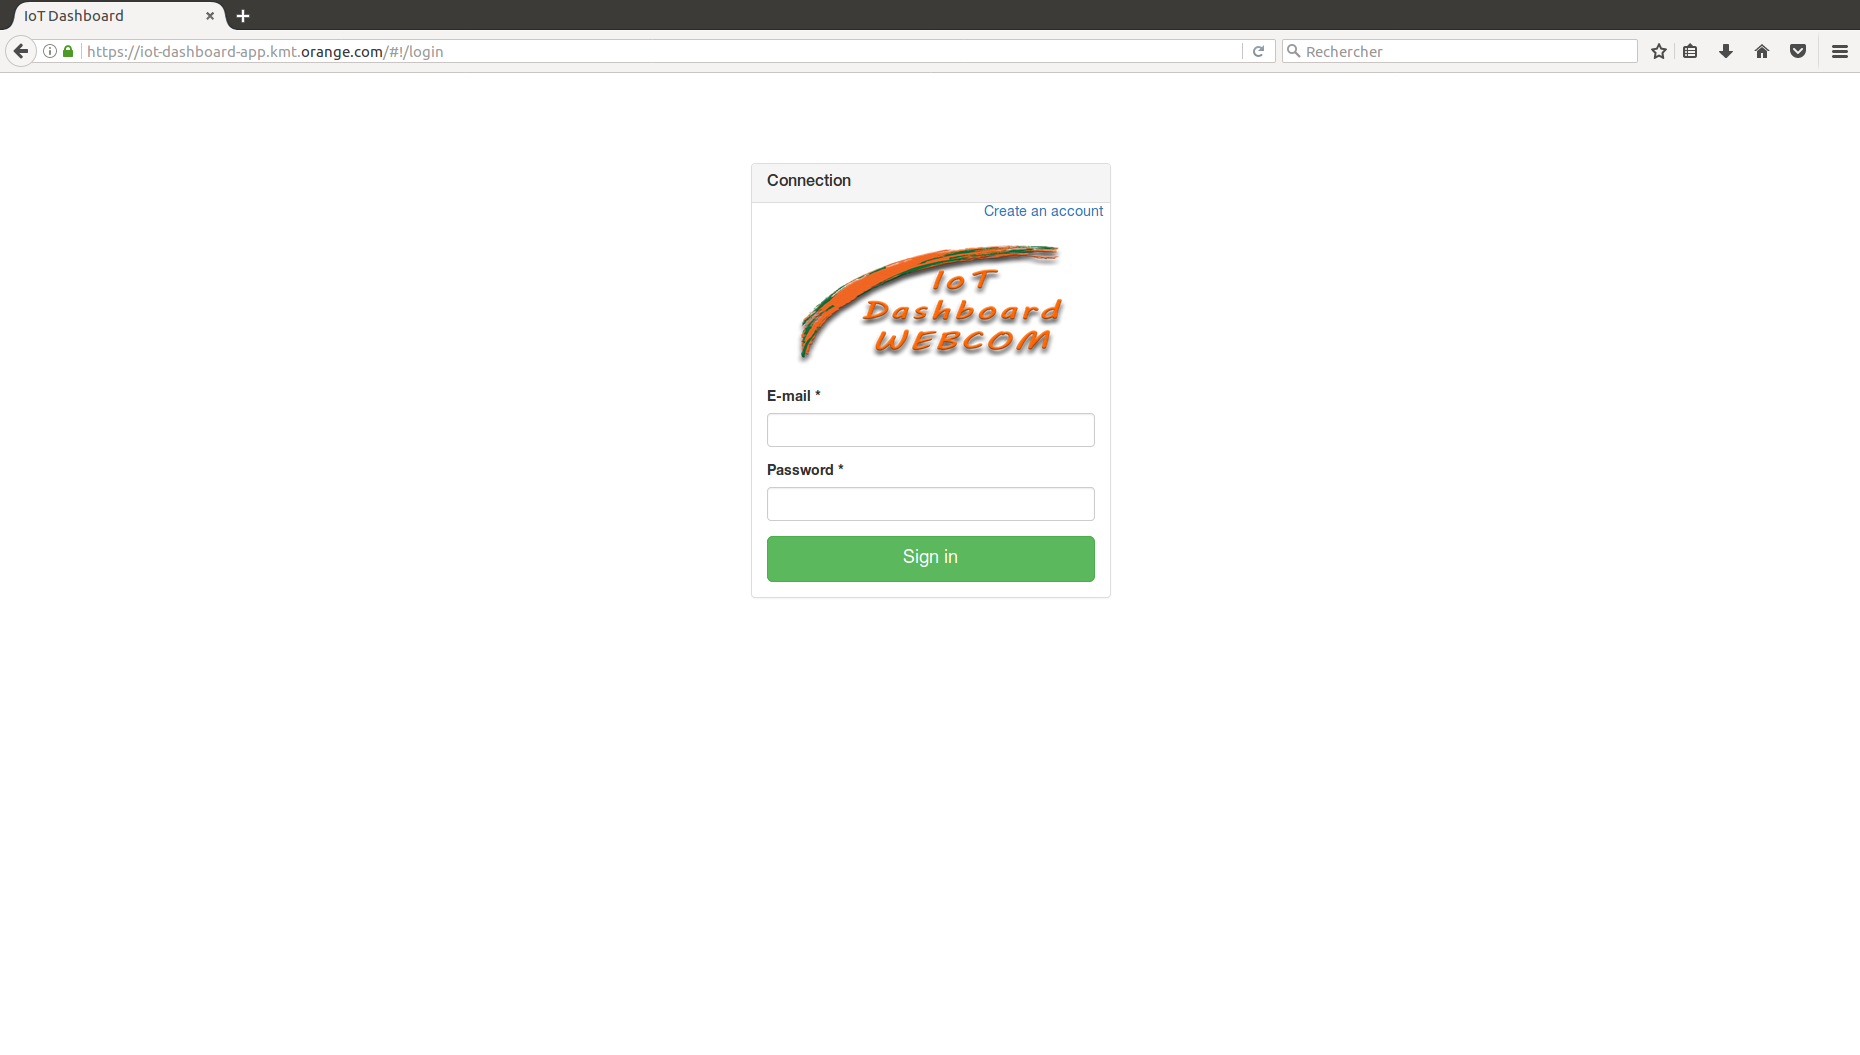 IoT Dashboard
https://iot-dashboard-app.kmt.orange.com/#!/login
Rechercher
Connection
Create an account
IoT
Dashboard
WEBCOM
E-mail *
Password *
Sign in